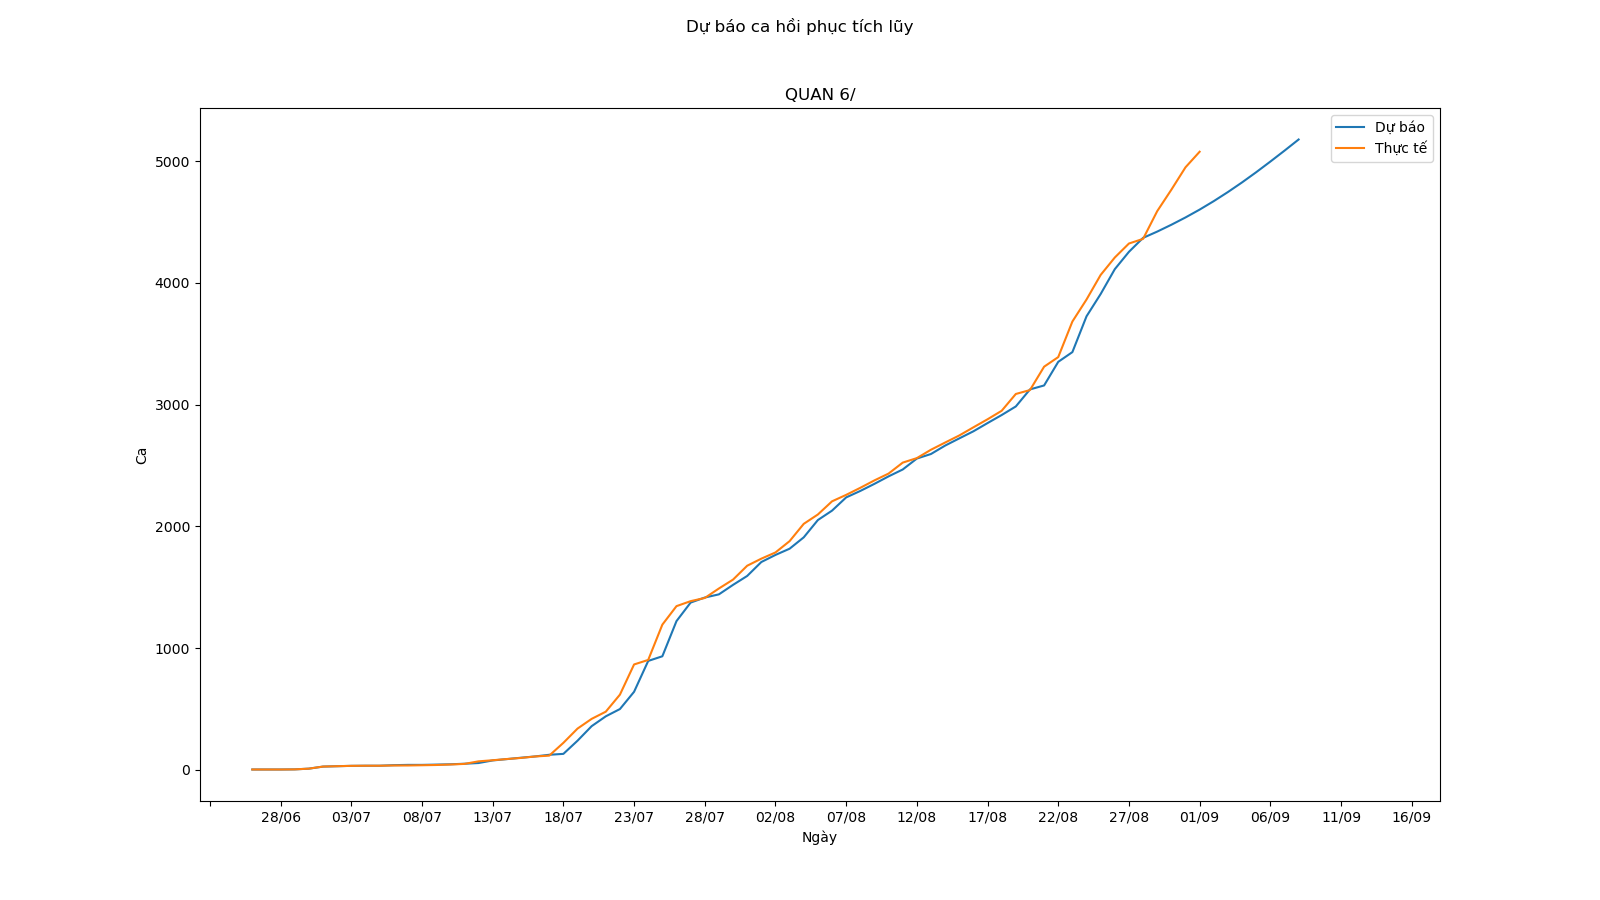 Dự báo ca hồi phục tích lũy
QUAN 6/
Dự báo
Thực tế
5000
4000
3000
2000
1000
0
Ca
28/06 03/07 08/07 13/07 18/07 23/07 28/07 02/08 07/08 12/08 17/08 22/08 27/08 01/09 06/09 11/09 16/09
Ngày